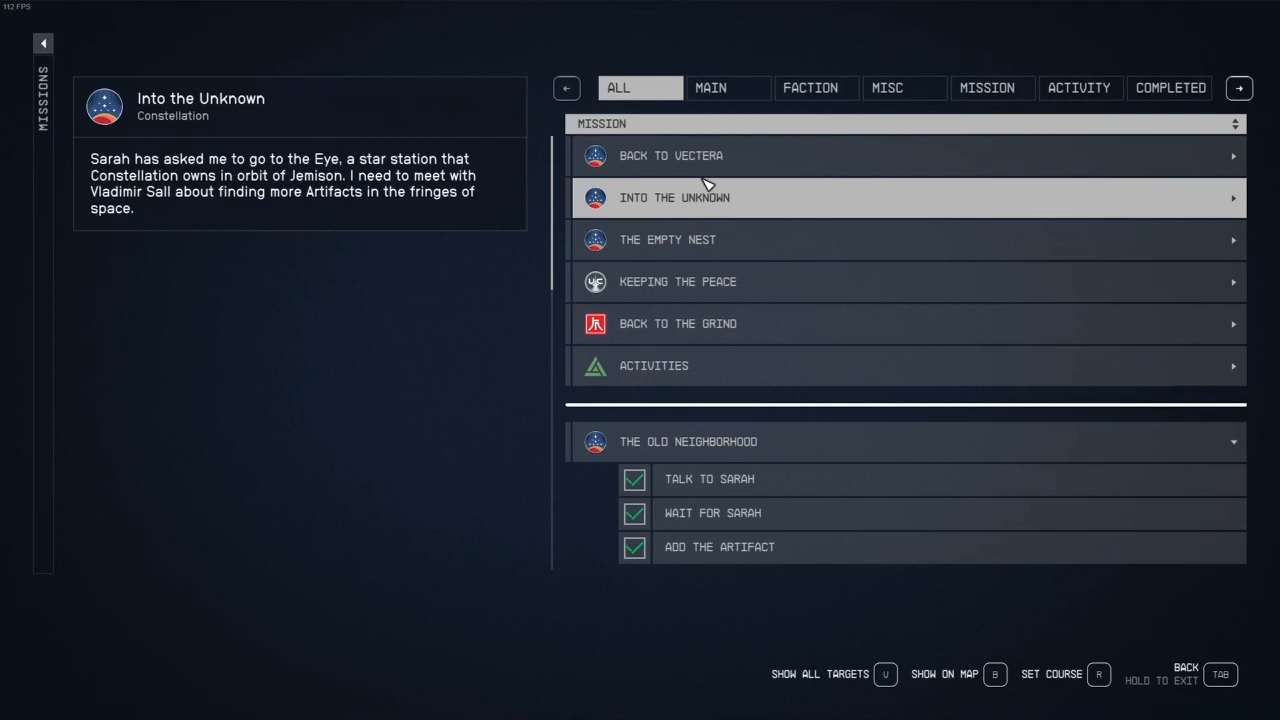 112 FPS
MISSIONS
Into the Unknown
Constellation
Sarah has asked me to go to the Eye, a star station that
Constellation owns in orbit of Jemison. I need to meet with
Vladimir Sall about finding more Artifacts in the fringes of
space.
ALL MAIN FACTION MISC MISSION ACTIVITY COMPLETED
MISSION
BACK TO VECTERA
INTO THE UNKNOWN
THE EMPTY NEST
UC KEEPING THE PEACE
BACK TO THE GRIND
ACTIVITIES
THE OLD NEIGHBORHOOD
TALK TO SARAH
WAIT FOR SARAH
ADD THE ARTIFACT
SHOW ALL TARGETS V SHOW ON MAP B SET COURSE R BACK TAB
HOLD TO EXIT